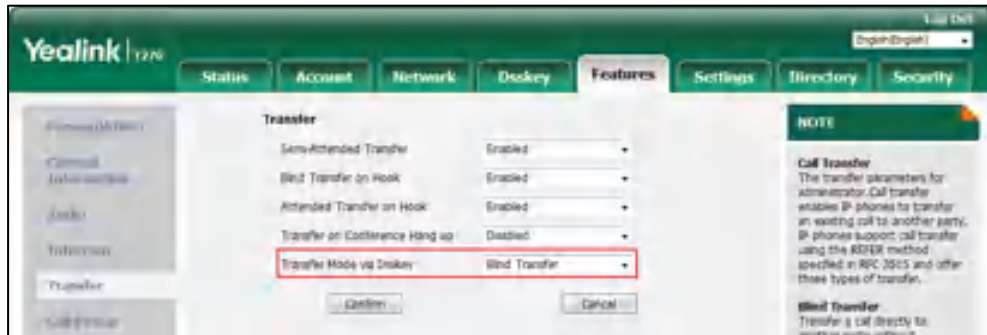 Log Out
Yealink
English(English)
Status Account Network Dsskey Features Settings Directory Security
Transfer
NOTE
Semi-Attended Transfer Enabled
Blind Transfer on Hook Enabled
Attended Transfer on Hook Enabled
Transfer on Conference Hang up Disabled
Transfer Mode via Dsskey Blind Transfer
Confirm Cancel
General
Information
Audio
Intercom
Transfer
Call Transfer
The transfer parameters for
administrator. Call transfer
enables IP phones to transfer
an existing call to another party.
IP phones support call transfer
using the REFER method
specified in RFC 3515 and offer
three types of transfer.
Blind Transfer
Transfer a call directly to